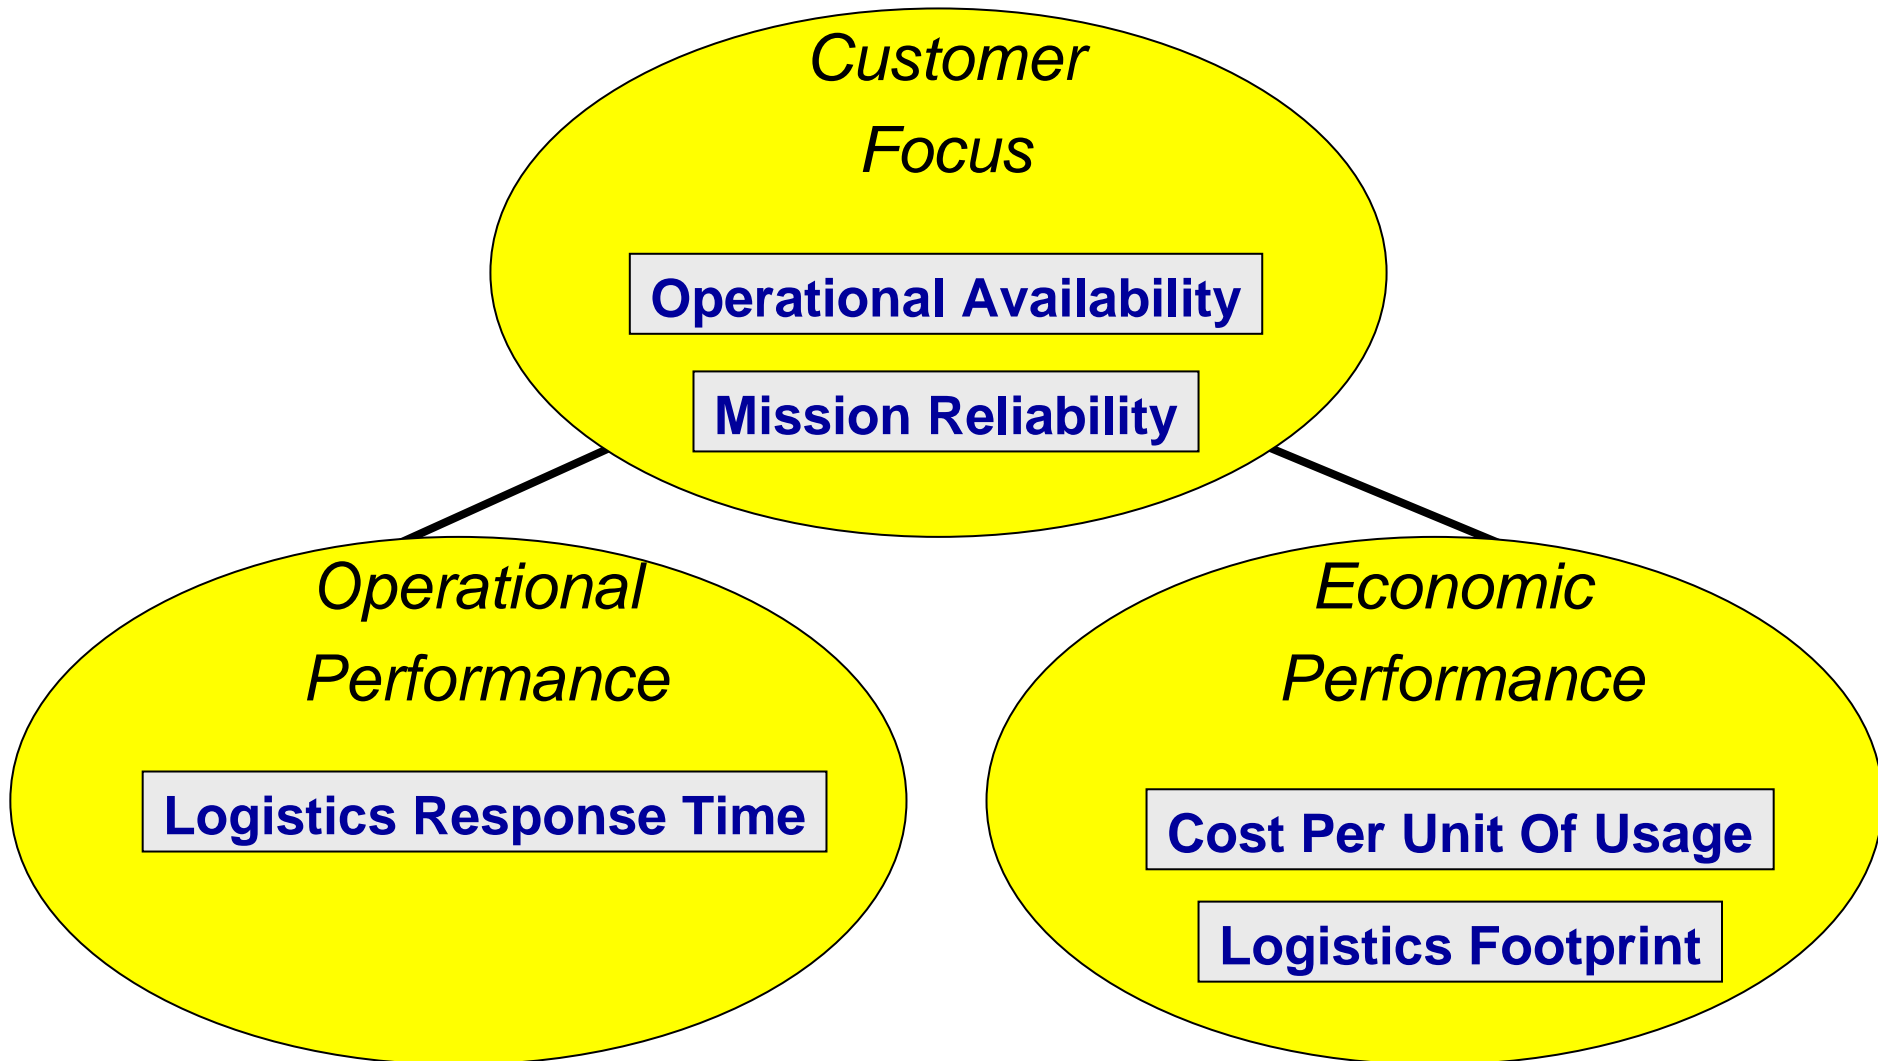 Customer
Focus
Operational Availability
Mission Reliability
Operational
Performance
Logistics Response Time
Economic
Performance
Cost Per Unit Of Usage
Logistics Footprint